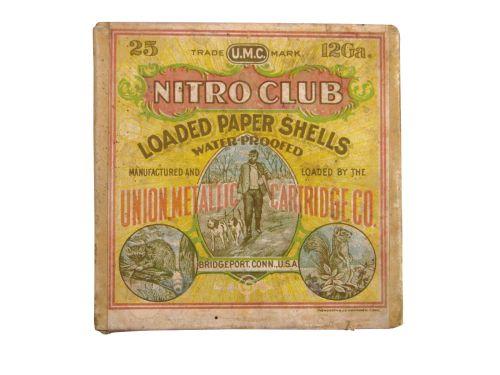 25 TRADE U.M.C. MARK 12Ga.
NITRO CLUB
LOADED PAPER SHELLS
WATER-PROOFED
MANUFACTURED AND LOADED BY THE
UNION METALLIC CARTRIDGE CO.
BRIDGEPORT, CONN., U.S.A